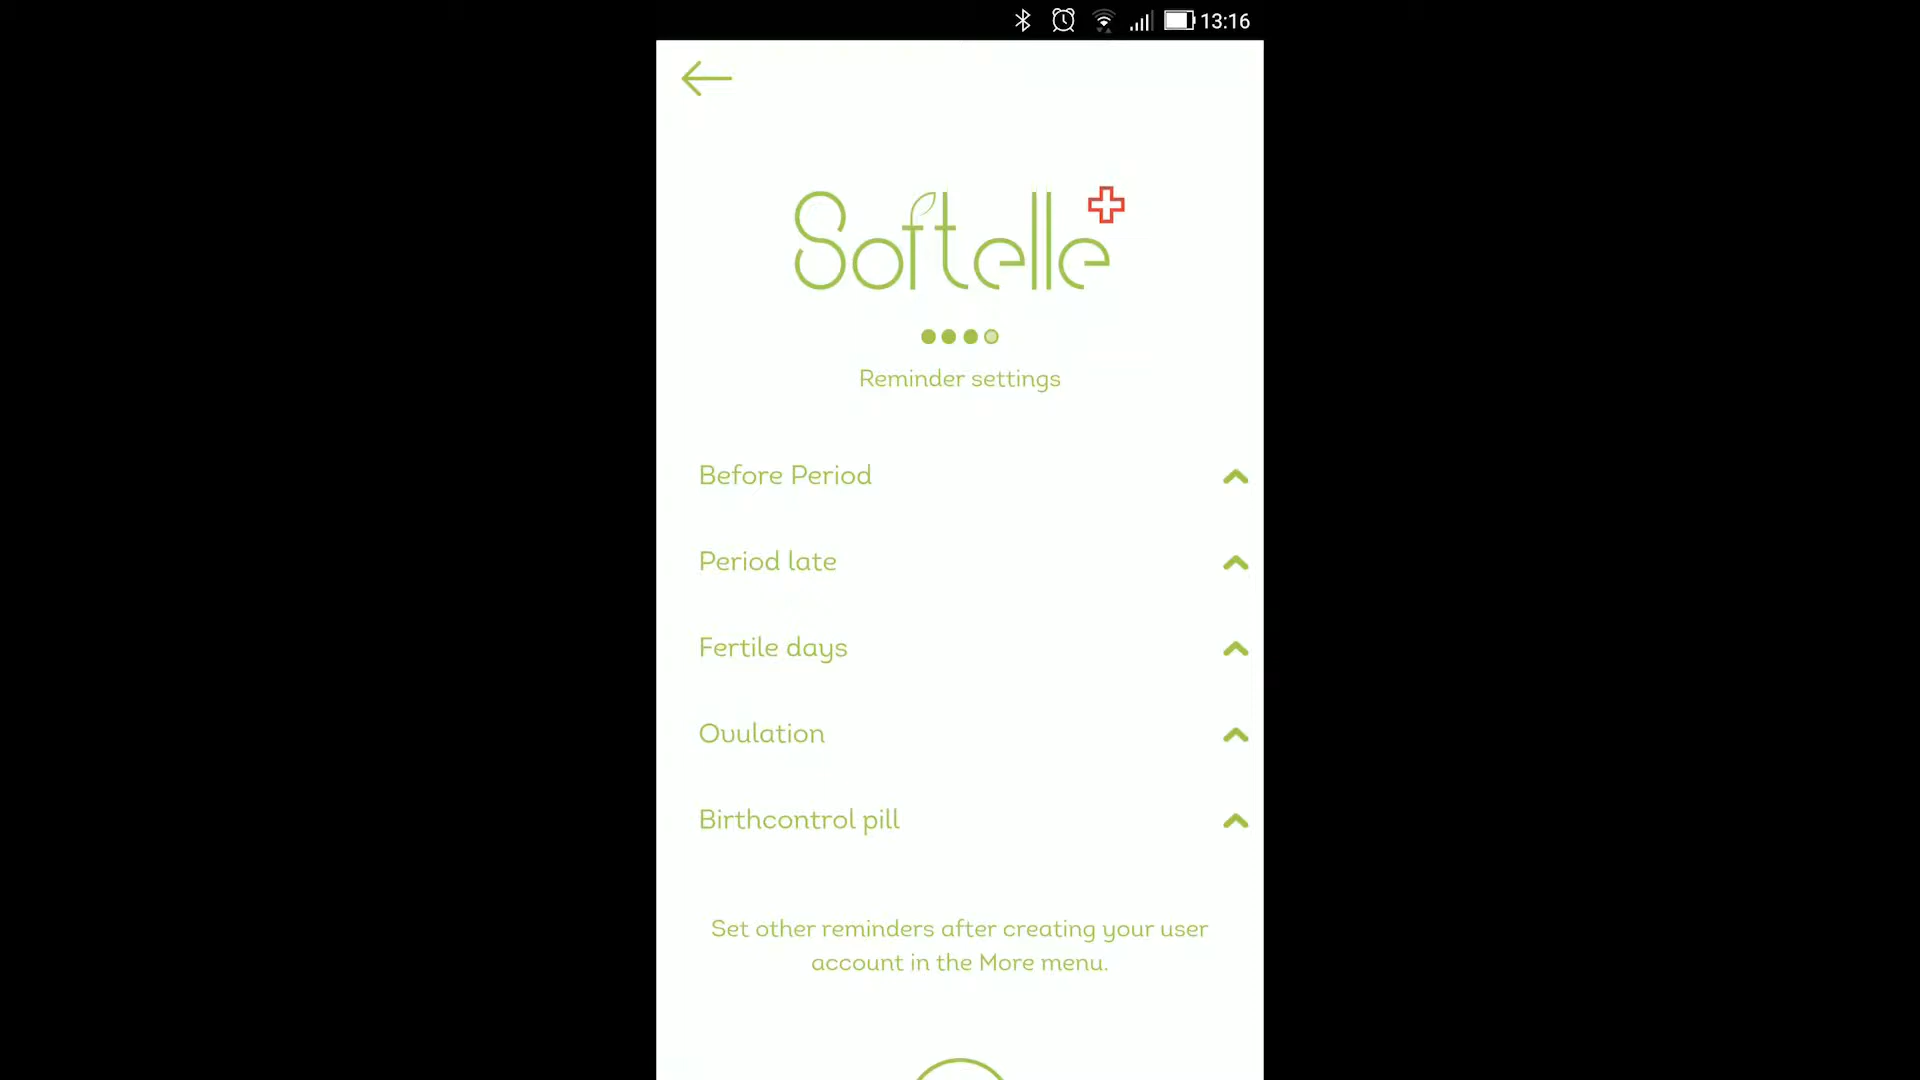 13:16
Softelle
Reminder settings
Before Period
Period late
Fertile days
Ovulation
Birthcontrol pill
Set other reminders after creating your user
account in the More menu.